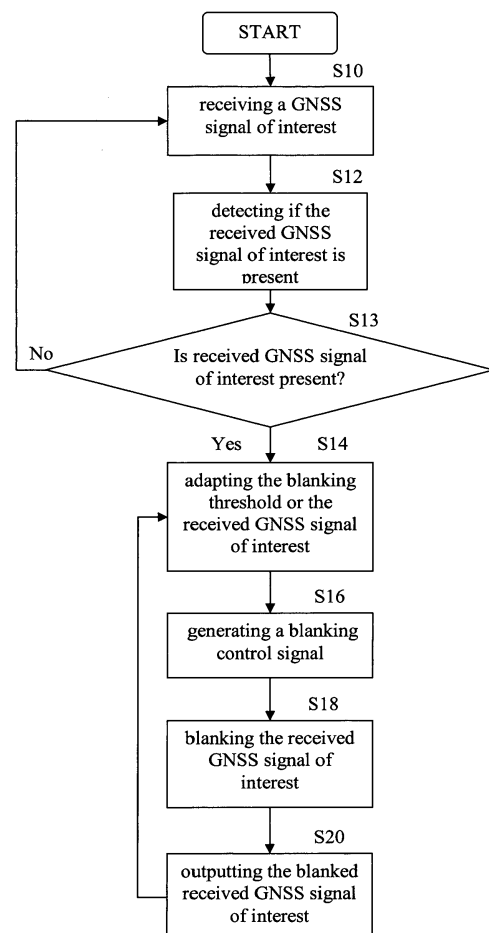 START
S10
receiving a GNSS
signal of interest
S12
detecting if the
received GNSS
signal of interest is
present
S13
No
Is received GNSS signal
of interest present?
Yes
S14
adapting the blanking
threshold or the
received GNSS signal
of interest
S16
generating a blanking
control signal
S18
blanking the received
GNSS signal of
interest
S20
outputting the blanked
received GNSS signal
of interest